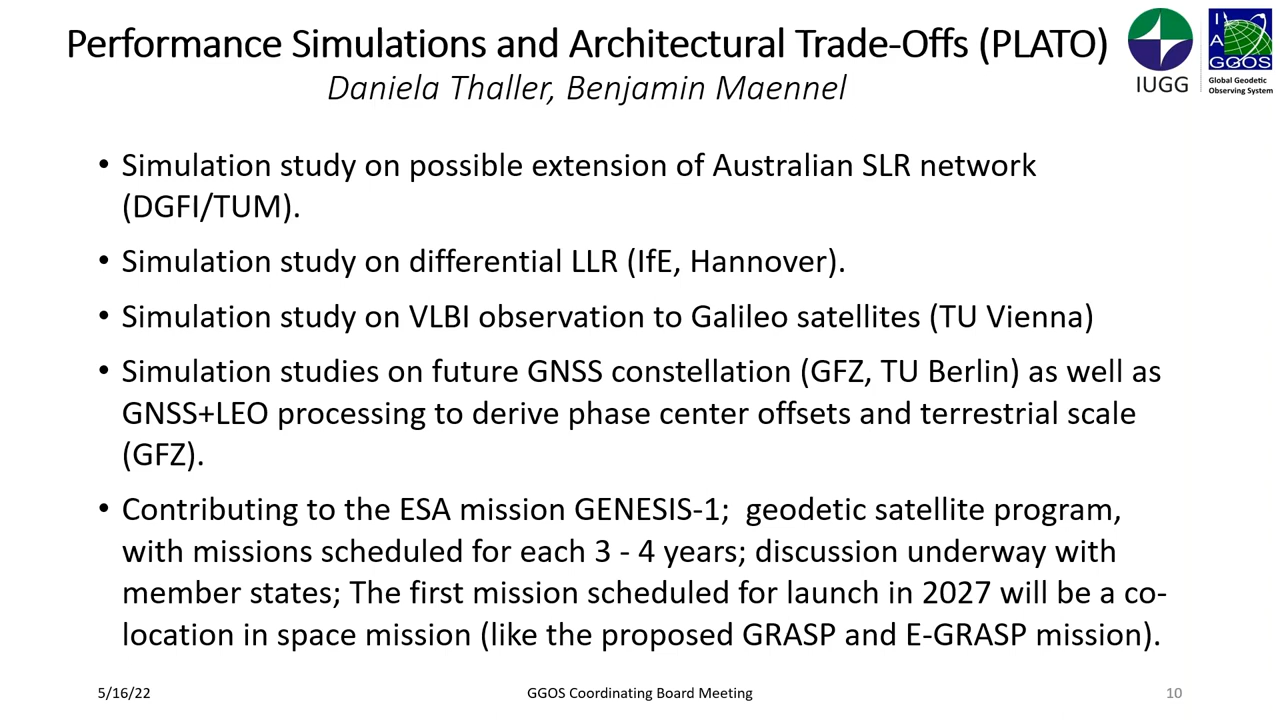 Performance Simulations and Architectural Trade-Offs (PLATO)
Daniela Thaller, Benjamin Maennel
IUGG
I
A
GGOS
Global Geodetic
Observing System
• Simulation study on possible extension of Australian SLR network
(DGFI/TUM).
• Simulation study on differential LLR (IfE, Hannover).
• Simulation study on VLBI observation to Galileo satellites (TU Vienna)
• Simulation studies on future GNSS constellation (GFZ, TU Berlin) as well as
GNSS+LEO processing to derive phase center offsets and terrestrial scale
(GFZ).
• Contributing to the ESA mission GENESIS-1;  geodetic satellite program,
with missions scheduled for each 3 - 4 years; discussion underway with
member states; The first mission scheduled for launch in 2027 will be a co-
location in space mission (like the proposed GRASP and E-GRASP mission).
5/16/22
GGOS Coordinating Board Meeting
10